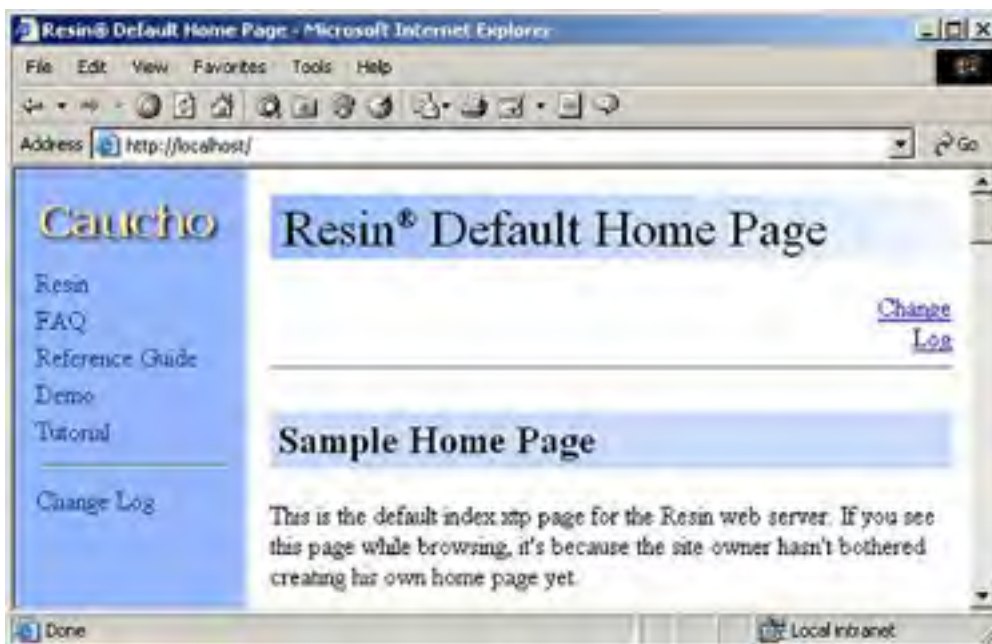 Resin® Default Home Page - Microsoft Internet Explorer
File Edit View Favorites Tools Help
Address http://localhost/ Go
Caucho
Resin
FAQ
Reference Guide
Demo
Tutorial
Change Log
Resin® Default Home Page
Change
Log
Sample Home Page
This is the default index.xtp page for the Resin web server. If you see
this page while browsing, it's because the site owner hasn't bothered
creating his own home page yet.
Done Local intranet